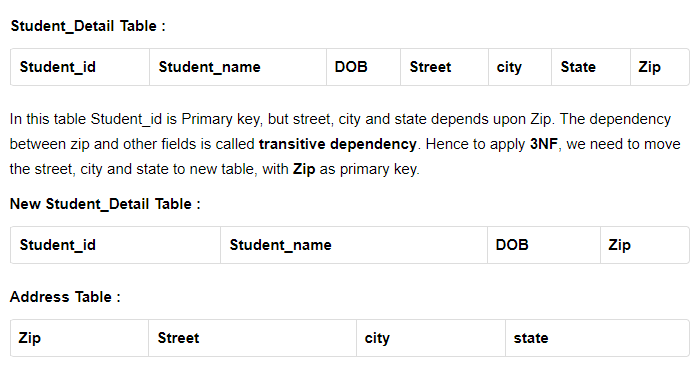 Student_Detail Table :
Student_id Student_name DOB Street city State Zip
In this table Student_id is Primary key, but street, city and state depends upon Zip. The dependency
between zip and other fields is called transitive dependency. Hence to apply 3NF, we need to move
the street, city and state to new table, with Zip as primary key.
New Student_Detail Table :
Student_id Student_name DOB Zip
Address Table :
Zip Street city state